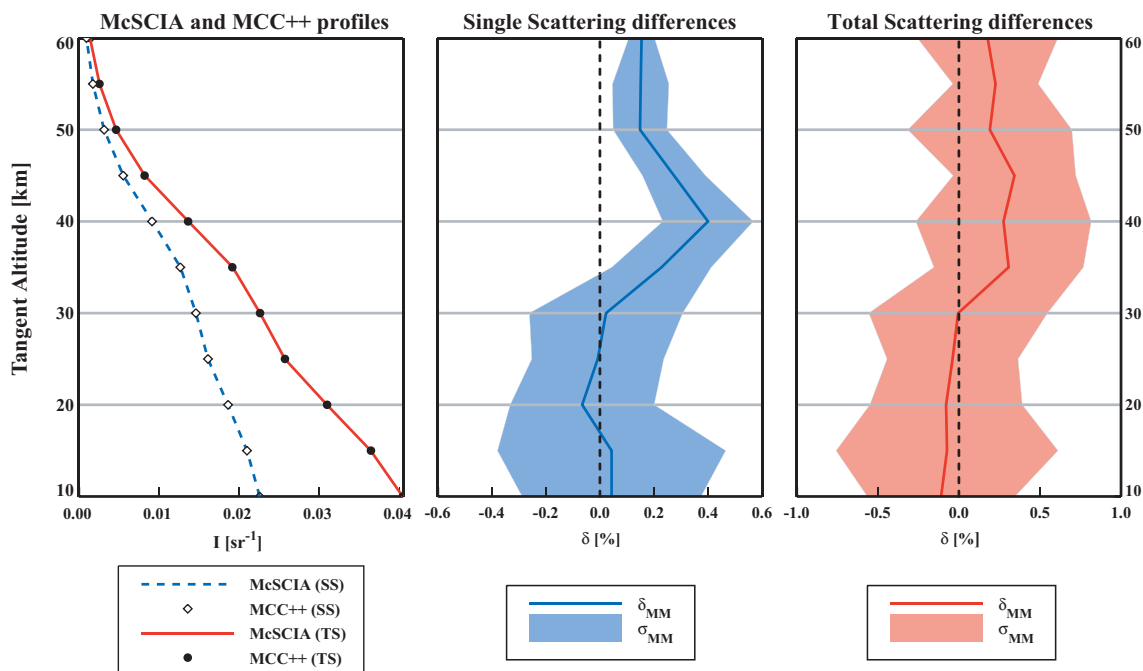 McSCIA and MCC++ profiles
Single Scattering differences
Total Scattering differences
Tangent Altitude [km]
60
50
40
30
20
10
0.00 0.01 0.02 0.03 0.04
I [sr⁻¹]
-0.6 -0.4 -0.2 0.0 0.2 0.4 0.6
δ [%]
60
50
40
30
20
10
-1.0 -0.5 0.0 0.5 1.0
δ [%]
McSCIA (SS)
MCC++ (SS)
McSCIA (TS)
MCC++ (TS)
δMM
σMM
δMM
σMM